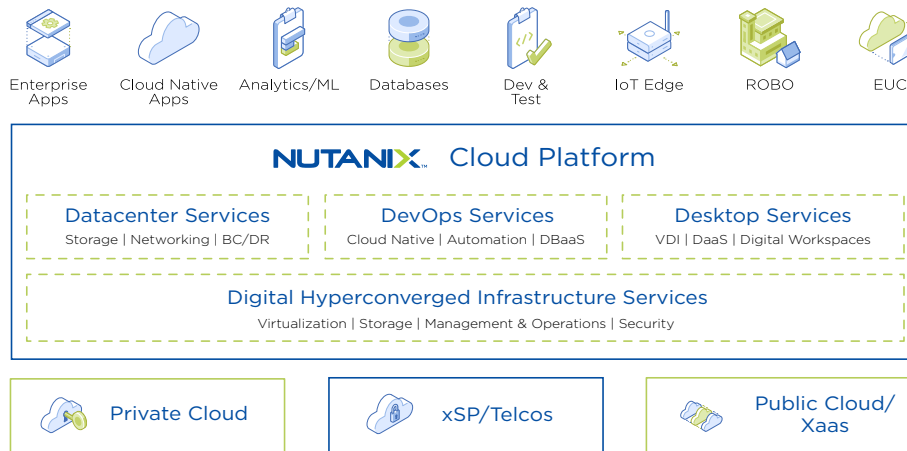 Enterprise Apps
Cloud Native Apps
Analytics/ML
Databases
Dev & Test
IoT Edge
ROBO
EUC
NUTANIX™ Cloud Platform
Datacenter Services
Storage | Networking | BC/DR
DevOps Services
Cloud Native | Automation | DBaaS
Desktop Services
VDI | DaaS | Digital Workspaces
Digital Hyperconverged Infrastructure Services
Virtualization | Storage | Management & Operations | Security
Private Cloud
xSP/Telcos
Public Cloud/
Xaas